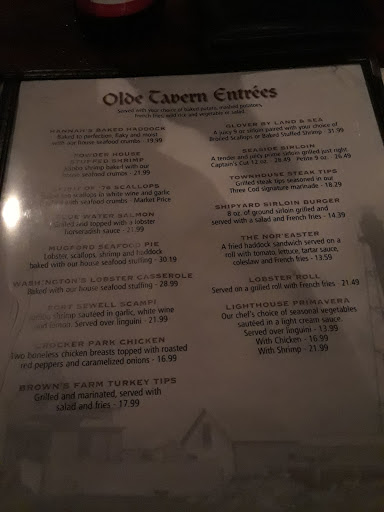 Olde Tavern Entrées
Served with your choice of baked potato, mashed potatoes,
French fries, wild rice and vegetable or salad.
HANNAH'S BAKED HADDOCK
Baked to perfection, flaky and moist
with our house seafood crumbs - 19.99
POWDER HOUSE
STUFFED SHRIMP
Jumbo shrimp baked with our
house seafood stuffing - 21.99
OF '76 SCALLOPS
scallops in white wine and garlic
with seafood crumbs - Market Price
BLUE WATER SALMON
Grilled and topped with a lobster
horseradish sauce - 21.99
MUGFORD SEAFOOD PIE
Lobster, scallops, shrimp and haddock
baked with our house seafood stuffing - 30.19
WASHINGTON'S LOBSTER CASSEROLE
Baked with our house seafood stuffing - 28.99
FORT SEWELL SCAMPI
Jumbo shrimp sautéed in garlic, white wine
and lemon. Served over linguini - 21.99
CROCKER PARK CHICKEN
Two boneless chicken breasts topped with roasted
red peppers and caramelized onions - 16.99
BROWN'S FARM TURKEY TIPS
Grilled and marinated, served with
salad and fries - 17.99
GLOVER BY LAND & SEA
A juicy 9 oz sirloin paired with your choice of
Broiled Scallops or Baked Stuffed Shrimp - 31.99
SEASIDE SIRLOIN
A tender and juicy prime sirloin grilled just right.
Captain's Cut 12 oz - 28.49 Petite 9 oz - 26.49
TOWNHOUSE STEAK TIPS
Grilled steak tips seasoned in our
Three Cod signature marinade - 18.29
SHIPYARD SIRLOIN BURGER
8 oz. of ground sirloin grilled and
served with a salad and French fries - 14.39
THE NOR'EASTER
A fried haddock sandwich served on a
roll with tomato, lettuce, tartar sauce,
coleslaw and French fries - 13.59
LOBSTER ROLL
Served on a grilled roll with French fries 21.49
LIGHTHOUSE PRIMAVERA
Our chef's choice of seasonal vegetables
sautéed in a light cream sauce.
Served over linguini - 13.99
With Chicken - 16.99
With Shrimp - 21.99